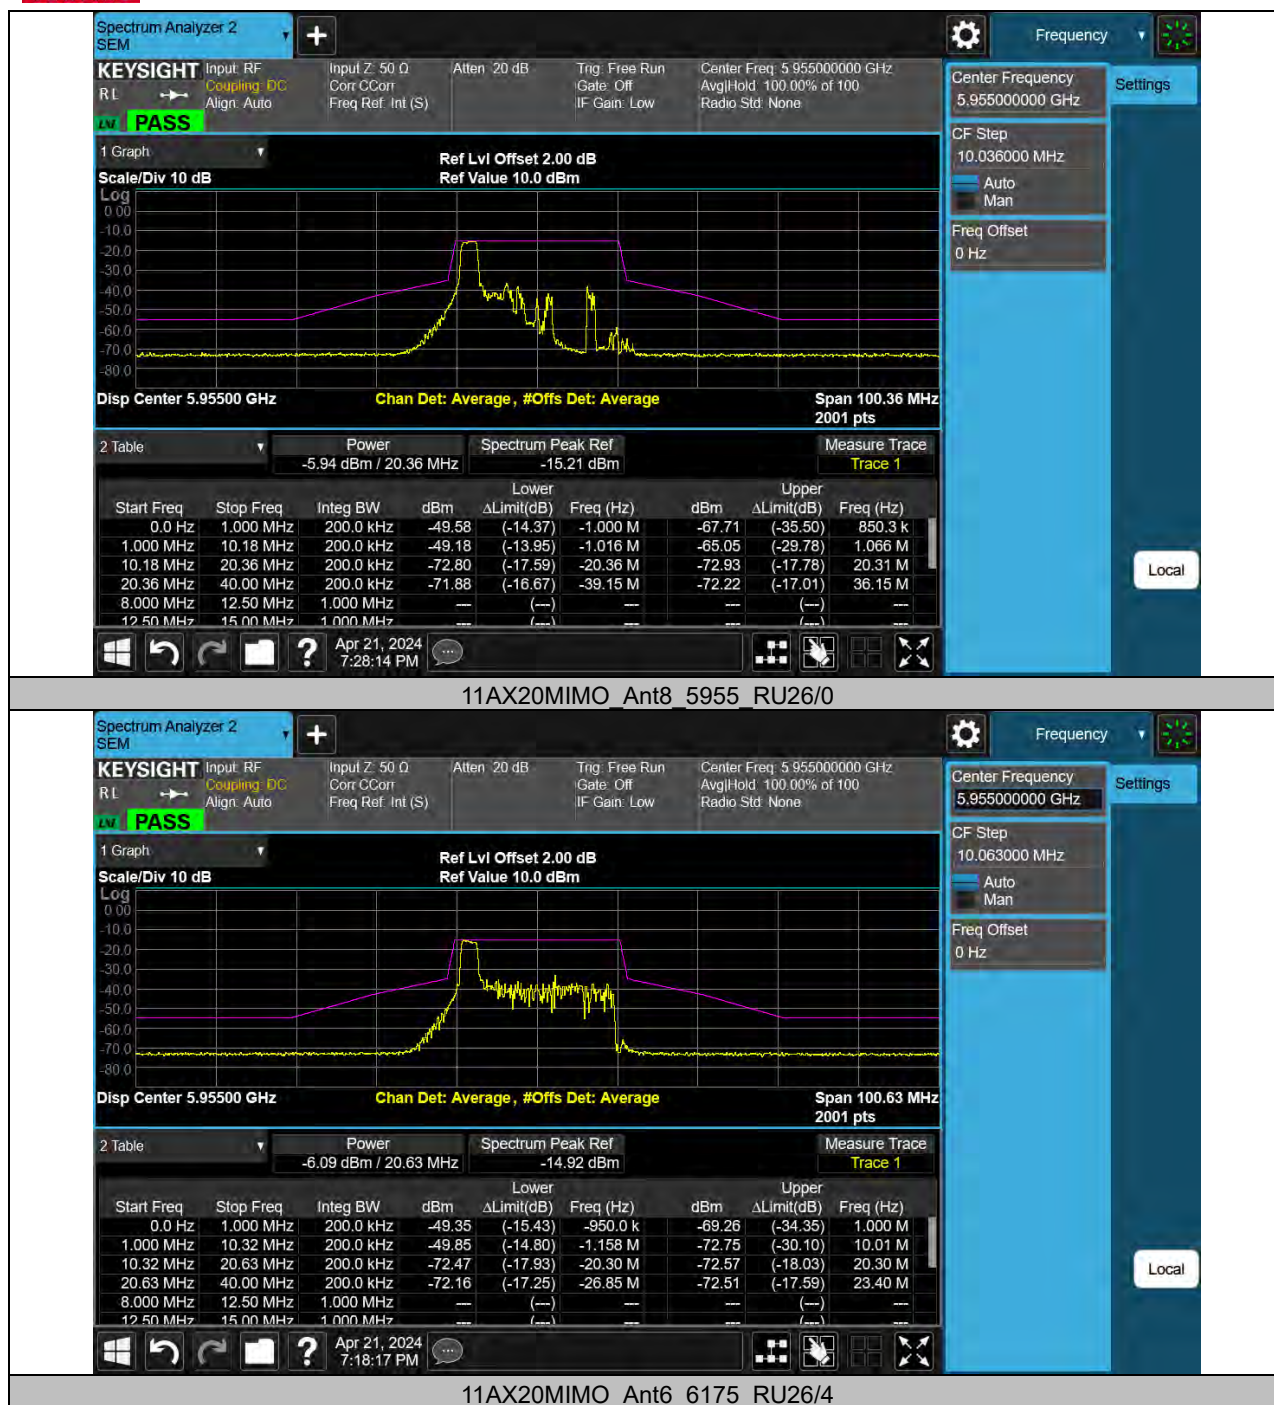 Spectrum Analyzer 2
SEM
Frequency
KEYSIGHT
RL
PASS
Input: RF
Coupling: DC
Align: Auto
Input Z: 50 Ω
Corr CCorr
Freq Ref: Int (S)
Atten: 20 dB
Trig: Free Run
Gate: Off
IF Gain: Low
Center Freq: 5.955000000 GHz
Avg|Hold: 100.00% of 100
Radio Std: None
Center Frequency
5.955000000 GHz
Settings
CF Step
10.036000 MHz
Auto
Man
Freq Offset
0 Hz
Local
1 Graph
Scale/Div 10 dB
Ref Lvl Offset 2.00 dB
Ref Value 10.0 dBm
Log
0.00
-10.0
-20.0
-30.0
-40.0
-50.0
-60.0
-70.0
-80.0
Disp Center 5.95500 GHz
Chan Det: Average, #Offs Det: Average
Span 100.36 MHz
2001 pts
2 Table
Power
-5.94 dBm / 20.36 MHz
Spectrum Peak Ref
-15.21 dBm
Measure Trace
Trace 1
Lower Upper
Start Freq Stop Freq Integ BW dBm ∆Limit(dB) Freq (Hz) dBm ∆Limit(dB) Freq (Hz)
0.0 Hz 1.000 MHz 200.0 kHz -49.58 (-14.37) -1.000 M -67.71 (-35.50) 850.3 k
1.000 MHz 10.18 MHz 200.0 kHz -49.18 (-13.95) -1.016 M -65.05 (-29.78) 1.066 M
10.18 MHz 20.36 MHz 200.0 kHz -72.80 (-17.59) -20.36 M -72.93 (-17.78) 20.31 M
20.36 MHz 40.00 MHz 200.0 kHz -71.88 (-16.67) -39.15 M -72.22 (-17.01) 36.15 M
8.000 MHz 12.50 MHz 1.000 MHz --- (---) --- --- (---) ---
12.50 MHz 15.00 MHz 1.000 MHz --- (---) --- --- (---) ---
Apr 21, 2024
7:28:14 PM
11AX20MIMO_Ant8_5955_RU26/0
Spectrum Analyzer 2
SEM
Frequency
KEYSIGHT
RL
PASS
Input: RF
Coupling: DC
Align: Auto
Input Z: 50 Ω
Corr CCorr
Freq Ref: Int (S)
Atten: 20 dB
Trig: Free Run
Gate: Off
IF Gain: Low
Center Freq: 5.955000000 GHz
Avg|Hold: 100.00% of 100
Radio Std: None
Center Frequency
5.955000000 GHz
Settings
CF Step
10.063000 MHz
Auto
Man
Freq Offset
0 Hz
Local
1 Graph
Scale/Div 10 dB
Ref Lvl Offset 2.00 dB
Ref Value 10.0 dBm
Log
0.00
-10.0
-20.0
-30.0
-40.0
-50.0
-60.0
-70.0
-80.0
Disp Center 5.95500 GHz
Chan Det: Average, #Offs Det: Average
Span 100.63 MHz
2001 pts
2 Table
Power
-6.09 dBm / 20.63 MHz
Spectrum Peak Ref
-14.92 dBm
Measure Trace
Trace 1
Lower Upper
Start Freq Stop Freq Integ BW dBm ∆Limit(dB) Freq (Hz) dBm ∆Limit(dB) Freq (Hz)
0.0 Hz 1.000 MHz 200.0 kHz -49.35 (-15.43) -950.0 k -69.26 (-34.35) 1.000 M
1.000 MHz 10.32 MHz 200.0 kHz -49.85 (-14.80) -1.158 M -72.75 (-30.10) 10.01 M
10.32 MHz 20.63 MHz 200.0 kHz -72.47 (-17.93) -20.30 M -72.57 (-18.03) 20.30 M
20.63 MHz 40.00 MHz 200.0 kHz -72.16 (-17.25) -26.85 M -72.51 (-17.59) 23.40 M
8.000 MHz 12.50 MHz 1.000 MHz --- (---) --- --- (---) ---
12.50 MHz 15.00 MHz 1.000 MHz --- (---) --- --- (---) ---
Apr 21, 2024
7:18:17 PM
11AX20MIMO_Ant6_6175_RU26/4